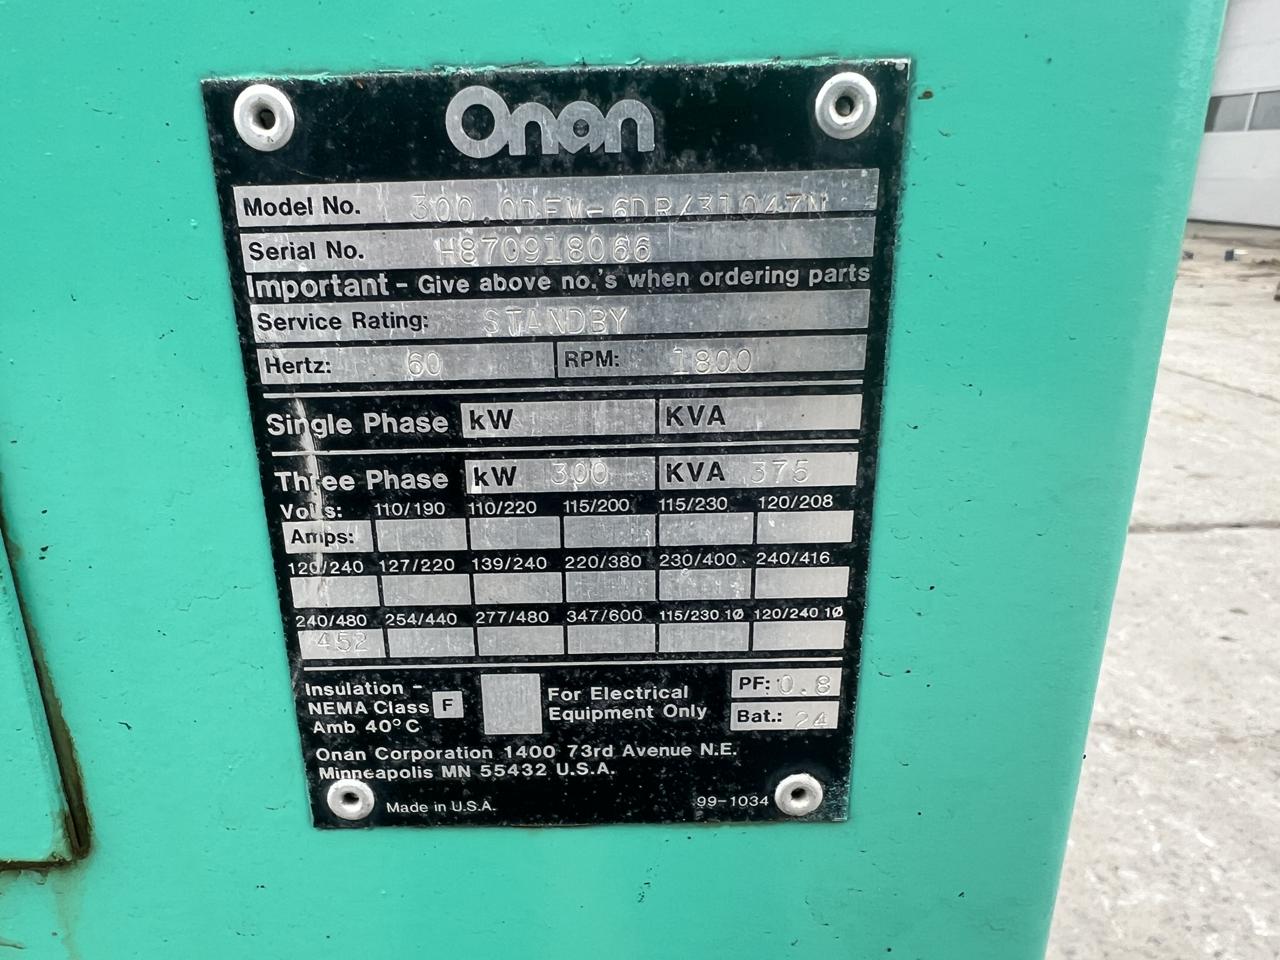 Onan
Model No. 300.0DFM-6DR/31047N
Serial No. H870918066
Important - Give above no.'s when ordering parts
Service Rating: STANDBY
Hertz: 60 RPM: 1800
Single Phase kW KVA
Three Phase kW 300 KVA 375
Volts: 110/190 110/220 115/200 115/230 120/208
Amps:
120/240 127/220 139/240 220/380 230/400 240/416
240/480 254/440 277/480 347/600 115/230 1Ø 120/240 1Ø
452
Insulation -
NEMA Class F
Amb 40°C
For Electrical
Equipment Only
PF: 0.8
Bat.: 24
Onan Corporation 1400 73rd Avenue N.E.
Minneapolis MN 55432 U.S.A.
Made in U.S.A. 99-1034